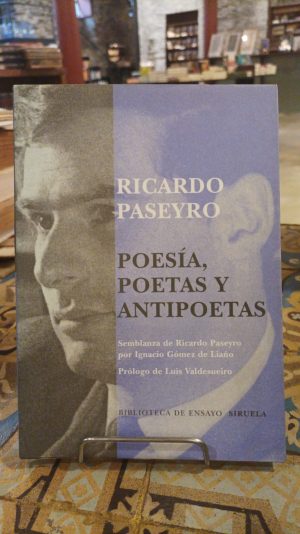 RICARDO
PASEYRO
POESÍA,
POETAS Y
ANTIPOETAS
Semblanza de Ricardo Paseyro
por Ignacio Gómez de Liaño
Prólogo de Luis Valdesueiro
BIBLIOTECA DE ENSAYO SIRUELA